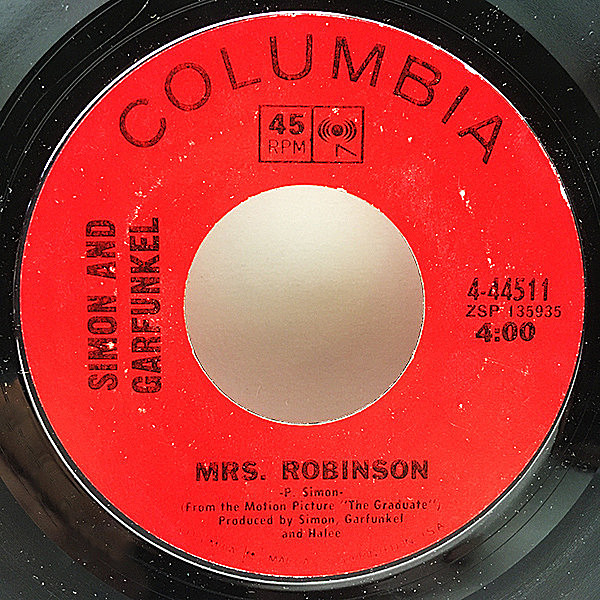 COLUMBIA
45
RPM
SIMON AND
GARFUNKEL
4-44511
ZSP 135935
4:00
MRS. ROBINSON
-P. Simon-
(From the Motion Picture "The Graduate")
Produced by Simon, Garfunkel
and Halee